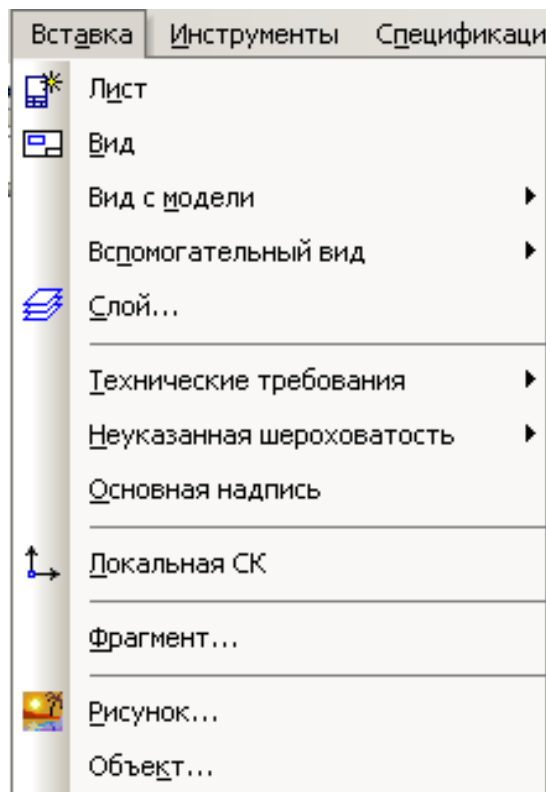 Вставка Инструменты Спецификаци
Лист
Вид
Вид с модели
Вспомогательный вид
Слой...
Технические требования
Неуказанная шероховатость
Основная надпись
Локальная СК
Фрагмент...
Рисунок...
Объект...